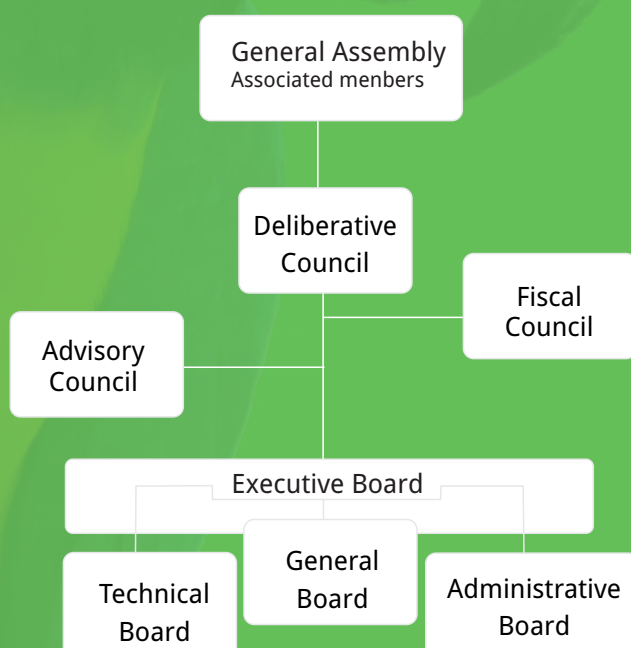 General Assembly
Associated menbers
Deliberative
Council
Fiscal
Council
Advisory
Council
Executive Board
General
Board
Technical
Board
Administrative
Board